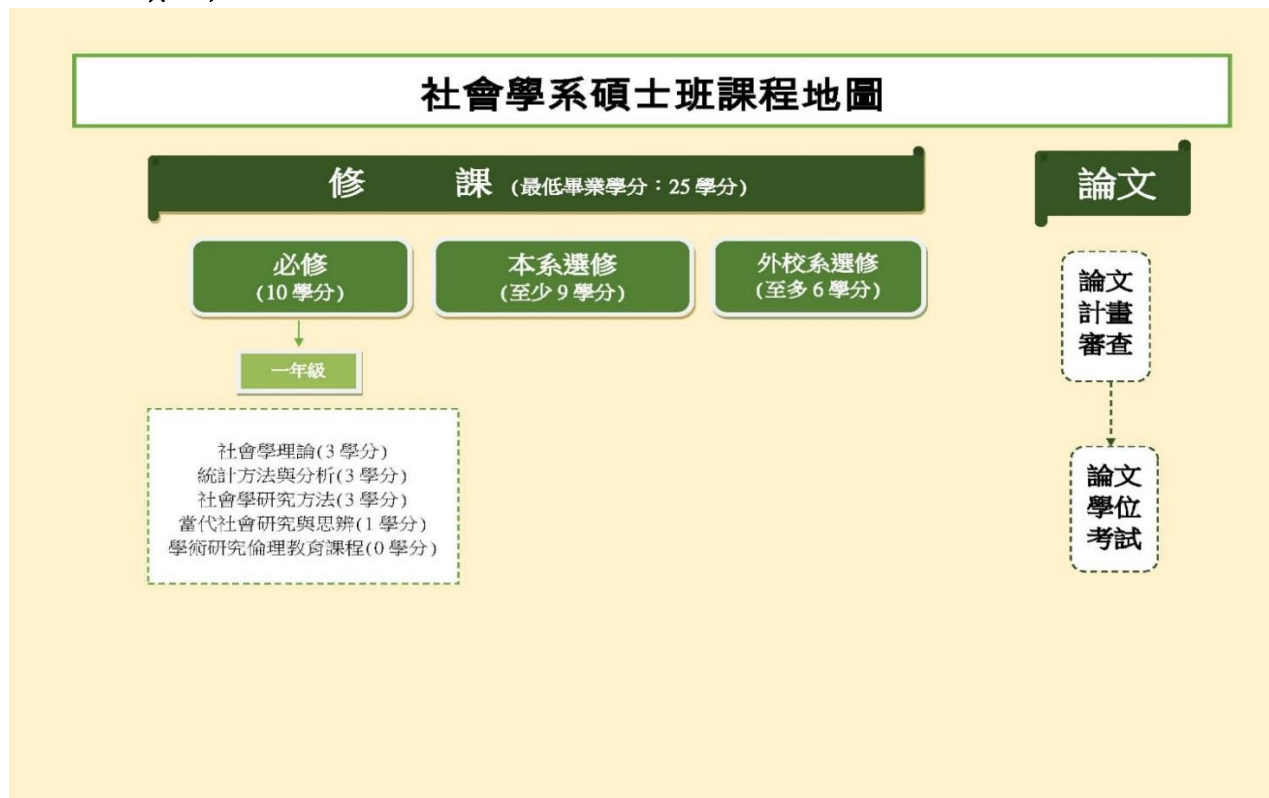 社會學系碩士班課程地圖
修 課 (最低畢業學分：25 學分)
論文
必修
(10 學分)
本系選修
(至少 9 學分)
外校系選修
(至多 6 學分)
一年級
社會學理論(3 學分)
統計方法與分析(3 學分)
社會學研究方法(3 學分)
當代社會研究與思辨(1 學分)
學術研究倫理教育課程(0 學分)
論文
計畫
審查
論文
學位
考試